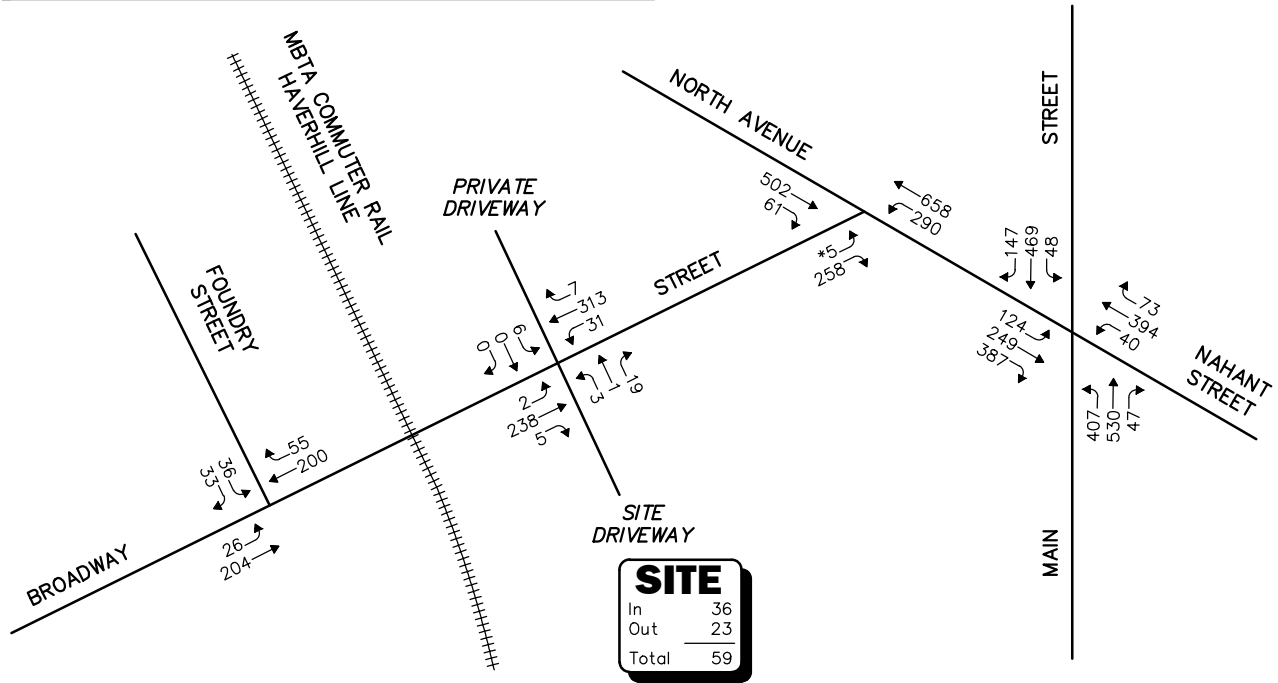 MBTA COMMUTER RAIL
HAVERHILL LINE
NORTH AVENUE
STREET
PRIVATE
DRIVEWAY
FOUNDRY
STREET
STREET
502
61
658
290
*5
258
147
469
48
73
394
40
124
249
387
NAHANT
STREET
407
530
47
7
313
31
0
0
6
2
238
5
3
1
19
55
200
36
33
26
204
BROADWAY
SITE
DRIVEWAY
MAIN
SITE
In 36
Out 23
Total 59